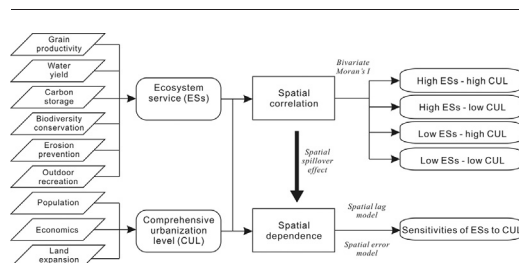 Grain
productivity
Water
yield
Carbon
storage
Biodiversity
conservation
Erosion
prevention
Outdoor
recreation
Population
Economics
Land
expansion
Ecosystem
service (ESs)
Comprehensive
urbanization
level (CUL)
Spatial
correlation
Spatial
spillover
effect
Spatial
dependence
Bivariate
Moran's I
High ESs - high CUL
High ESs - low CUL
Low ESs - high CUL
Low ESs - low CUL
Spatial lag
model
Spatial error
model
Sensitivities of ESs to CUL